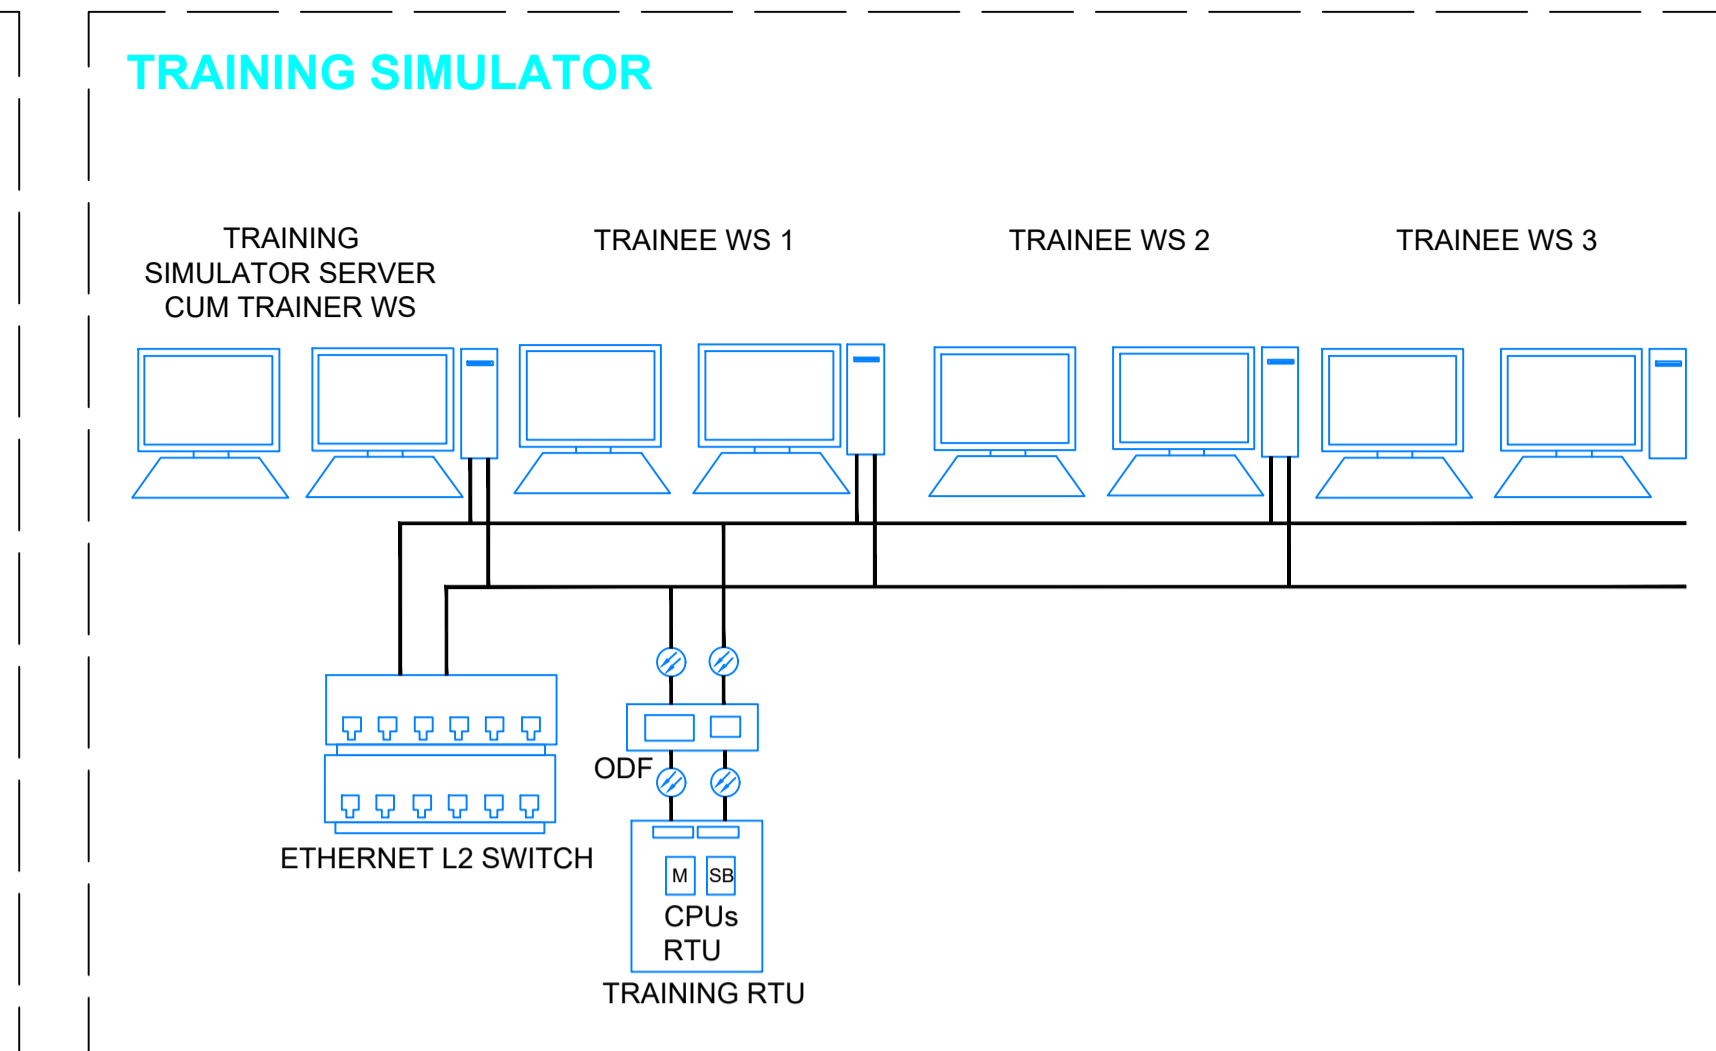 TRAINING SIMULATOR
TRAINING
SIMULATOR SERVER
CUM TRAINER WS
TRAINEE WS 1
TRAINEE WS 2
TRAINEE WS 3
ODF
ETHERNET L2 SWITCH
M
SB
CPUs
RTU
TRAINING RTU